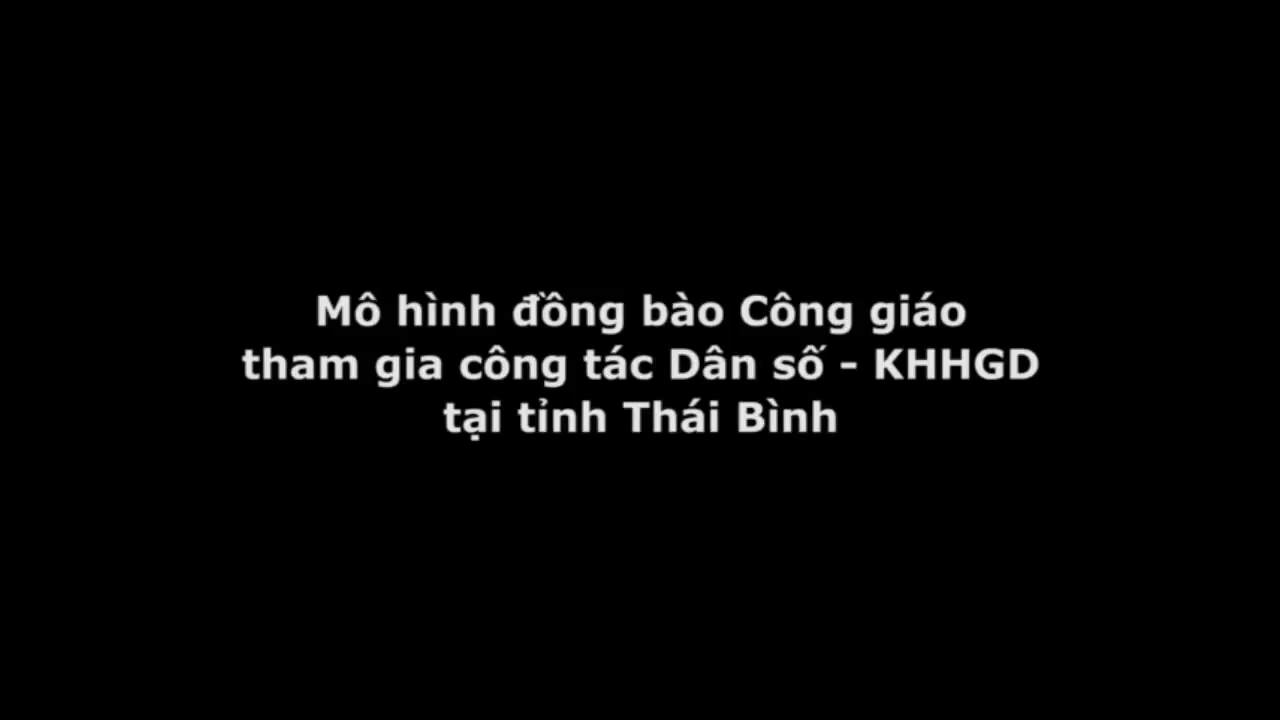 Mô hình đồng bào Công giáo
tham gia công tác Dân số - KHHGD
tại tỉnh Thái Bình